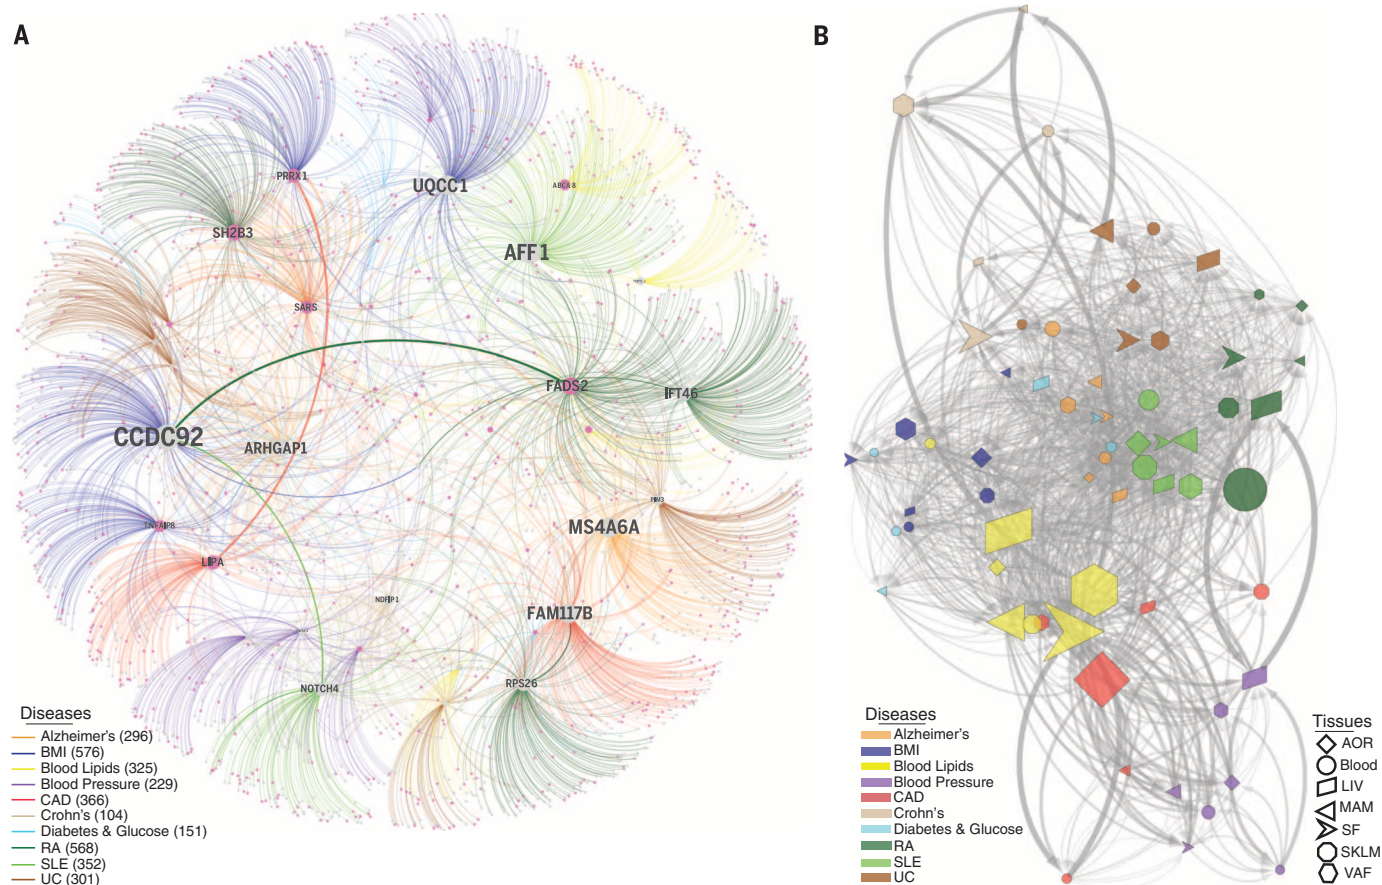 A
B
PRRX1
UQCC1
ABCA8
SH2B3
AFF1
SARS
FADS2
IFT46
CCDC92
ARHGAP1
PIM3
TNFAIP8
MS4A6A
LIPA
NDFIP1
FAM117B
NOTCH4
RPS26
Diseases
Alzheimer's (296)
BMI (576)
Blood Lipids (325)
Blood Pressure (229)
CAD (366)
Crohn's (104)
Diabetes & Glucose (151)
RA (568)
SLE (352)
UC (301)
Diseases
Alzheimer's
BMI
Blood Lipids
Blood Pressure
CAD
Crohn's
Diabetes & Glucose
RA
SLE
UC
Tissues
AOR
Blood
LIV
MAM
SF
SKLM
VAF